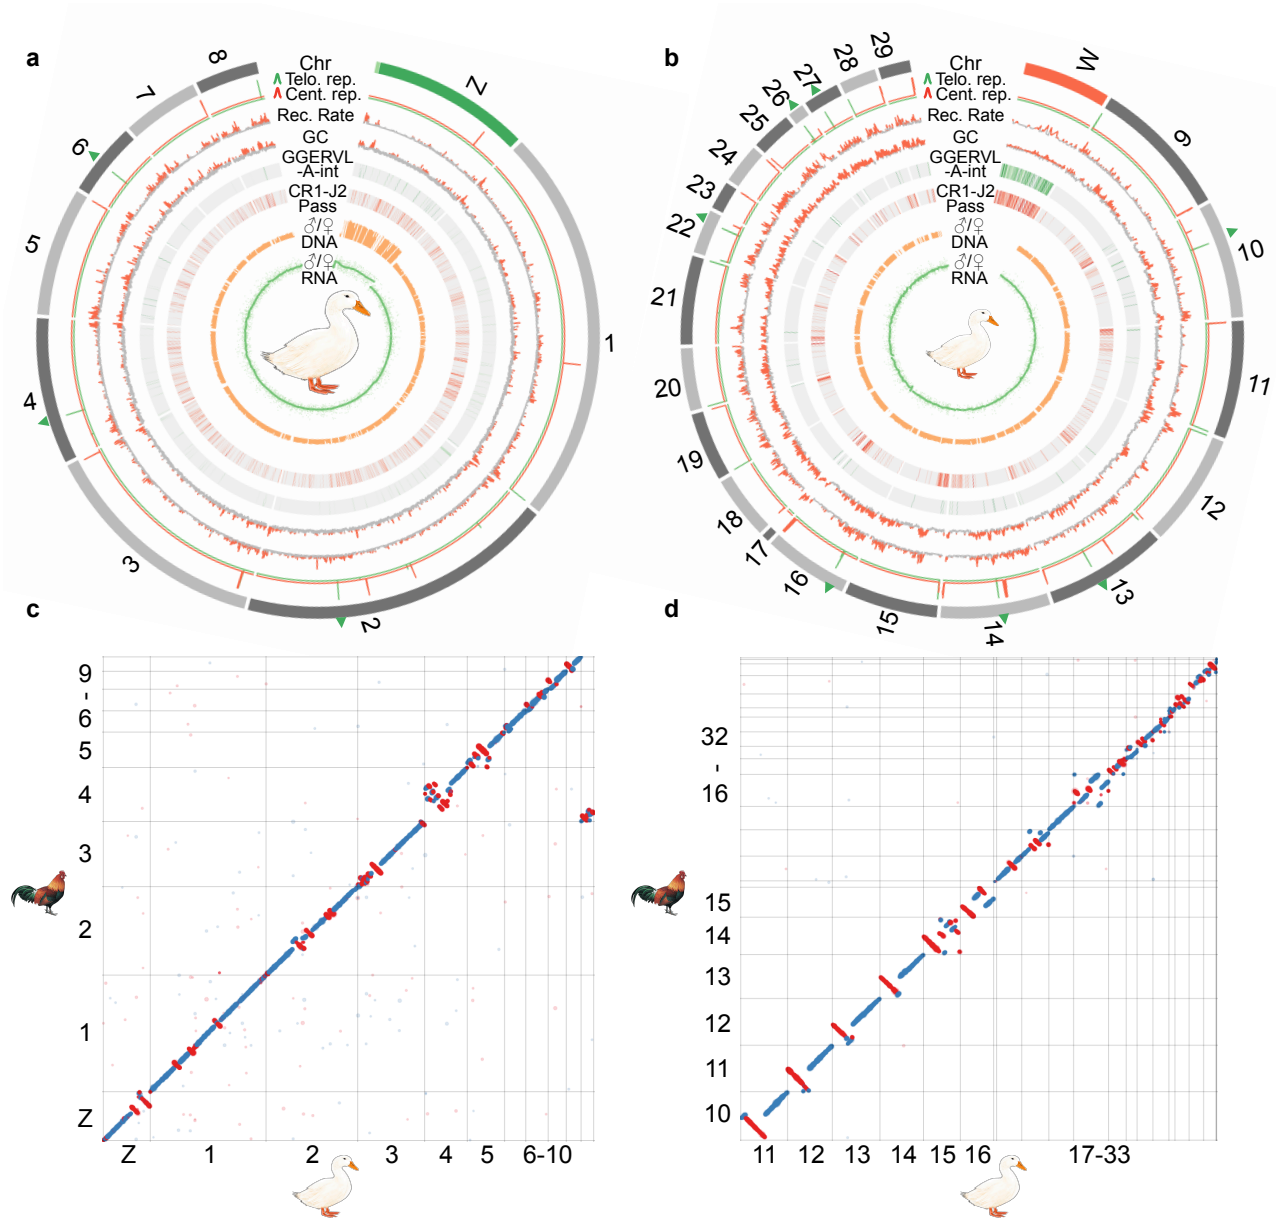 a
Chr
Telo. rep.
Cent. rep.
Rec. Rate
GC
GGERVL
-A-int
CR1-J2
Pass
♂/♀
DNA
♂/♀
RNA
Z
1
2
3
4
5
6
7
8
b
Chr
Telo. rep.
Cent. rep.
Rec. Rate
GC
GGERVL
-A-int
CR1-J2
Pass
♂/♀
DNA
♂/♀
RNA
W
9
10
11
12
13
14
15
16
17
18
19
20
21
22
23
24
25
26
27
28
29
c
9
-
6
5
4
3
2
1
Z
Z 1 2 3 4 5 6-10
d
32
-
16
15
14
13
12
11
10
11 12 13 14 15 16 17-33